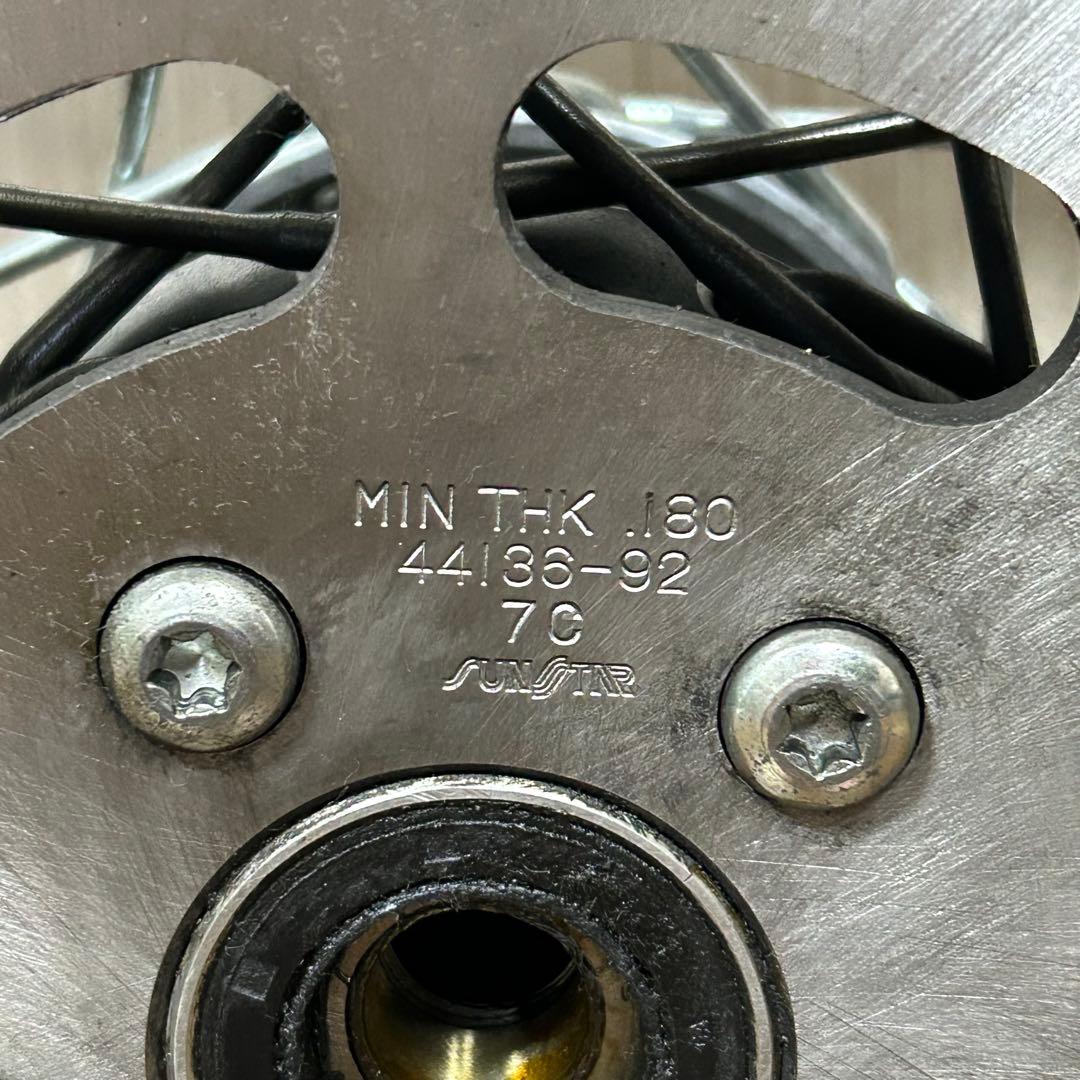 MIN THK .180
44136-92
7C
SUNSTAR